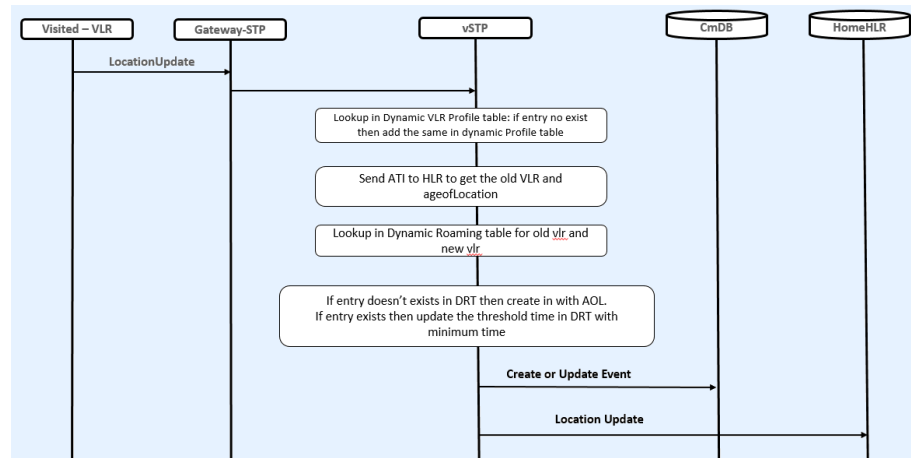 Visited – VLR
Gateway-STP
vSTP
CmDB
HomeHLR
LocationUpdate
Lookup in Dynamic VLR Profile table: if entry no exist
then add the same in dynamic Profile table
Send ATI to HLR to get the old VLR and
ageofLocation
Lookup in Dynamic Roaming table for old vlr and
new vlr
If entry doesn’t exists in DRT then create in with AOL.
If entry exists then update the threshold time in DRT with
minimum time
Create or Update Event
Location Update